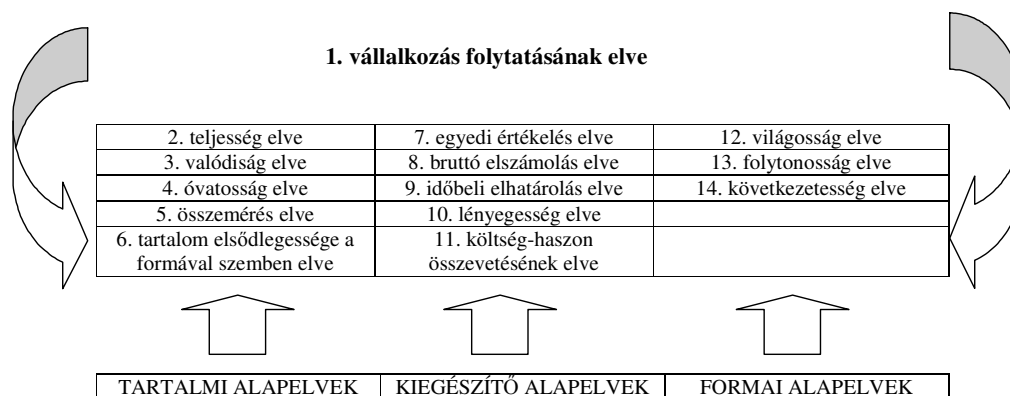 1. vállalkozás folytatásának elve
2. teljesség elve 7. egyedi értékelés elve 12. világosság elve
3. valódiság elve 8. bruttó elszámolás elve 13. folytonosság elve
4. óvatosság elve 9. időbeli elhatárolás elve 14. következetesség elve
5. összemérés elve 10. lényegesség elve
6. tartalom elsődlegessége a 11. költség-haszon
formával szemben elve összevetésének elve
TARTALMI ALAPELVEK KIEGÉSZÍTŐ ALAPELVEK FORMAI ALAPELVEK